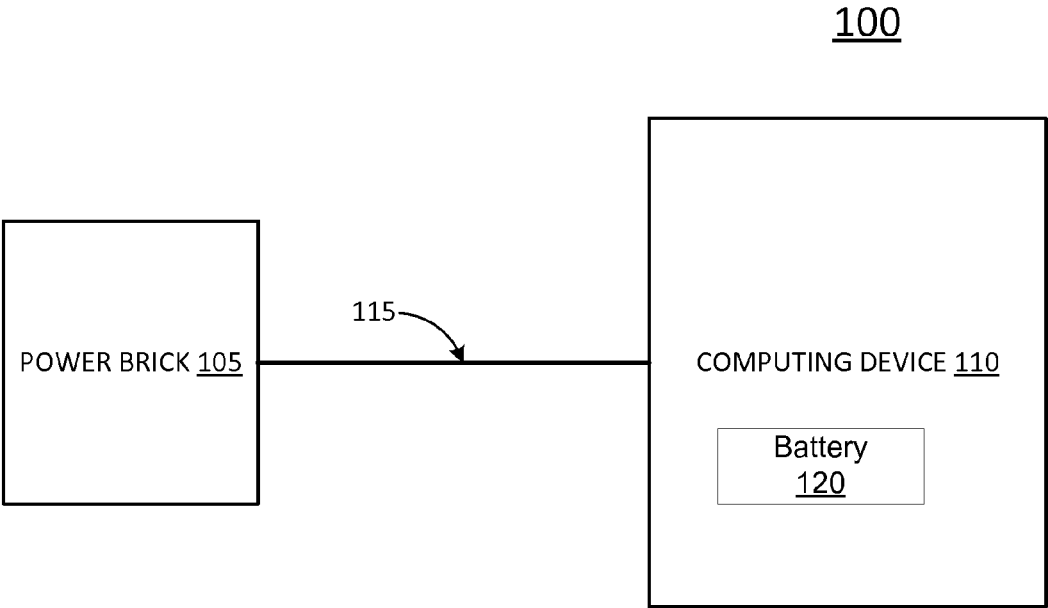 100
115
POWER BRICK 105
COMPUTING DEVICE 110
Battery
120